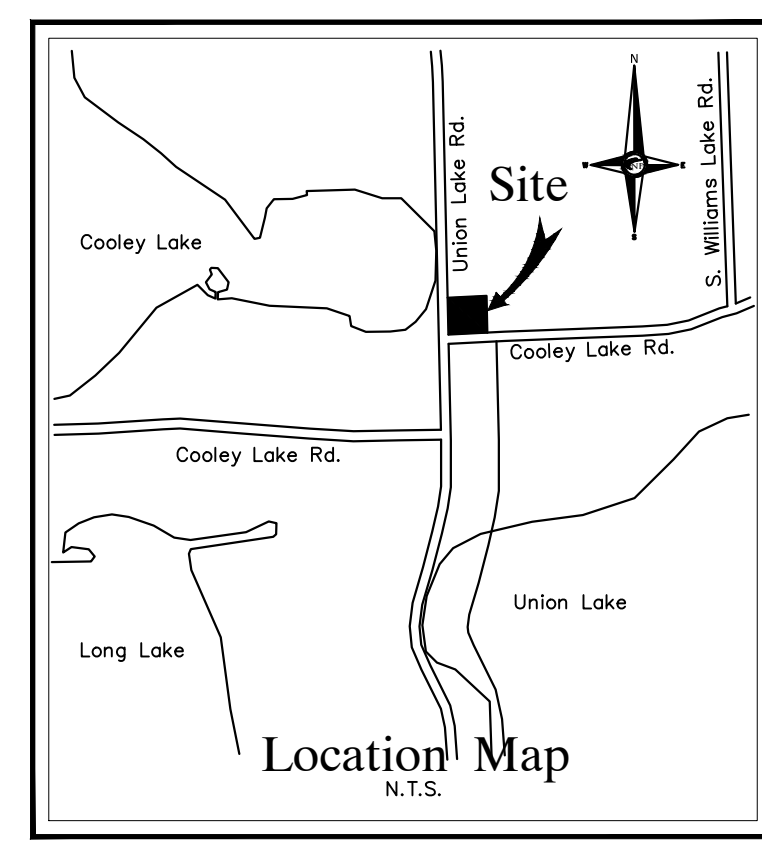 N
Union Lake Rd.
S. Williams Lake Rd.
W
NF
E
Site
S
Cooley Lake
Cooley Lake Rd.
Cooley Lake Rd.
Union Lake
Long Lake
Location Map
N.T.S.